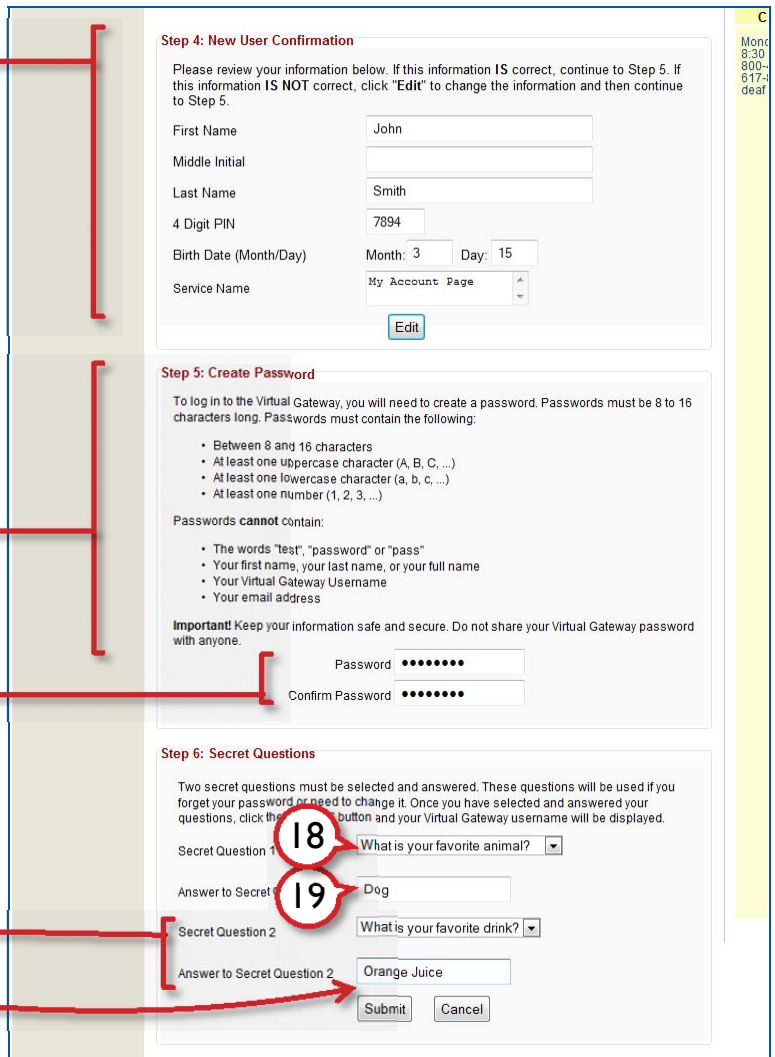 C
Mond
8:30
800-4
617-8
deaf
Step 4: New User Confirmation
Please review your information below. If this information IS correct, continue to Step 5. If
this information IS NOT correct, click "Edit" to change the information and then continue
to Step 5.
First Name John
Middle Initial
Last Name Smith
4 Digit PIN 7894
Birth Date (Month/Day) Month: 3 Day: 15
Service Name My Account Page
Edit
Step 5: Create Password
To log in to the Virtual Gateway, you will need to create a password. Passwords must be 8 to 16
characters long. Passwords must contain the following:
• Between 8 and 16 characters
• At least one uppercase character (A, B, C, ...)
• At least one lowercase character (a, b, c, ...)
• At least one number (1, 2, 3, ...)
Passwords cannot contain:
• The words "test", "password" or "pass"
• Your first name, your last name, or your full name
• Your Virtual Gateway Username
• Your email address
Important! Keep your information safe and secure. Do not share your Virtual Gateway password
with anyone.
Password ••••••••
Confirm Password ••••••••
Step 6: Secret Questions
Two secret questions must be selected and answered. These questions will be used if you
forget your password or need to change it. Once you have selected and answered your
questions, click the button and your Virtual Gateway username will be displayed.
Secret Question 1 18 What is your favorite animal?
Answer to Secret 19 Dog
Secret Question 2 What is your favorite drink?
Answer to Secret Question 2 Orange Juice
Submit Cancel